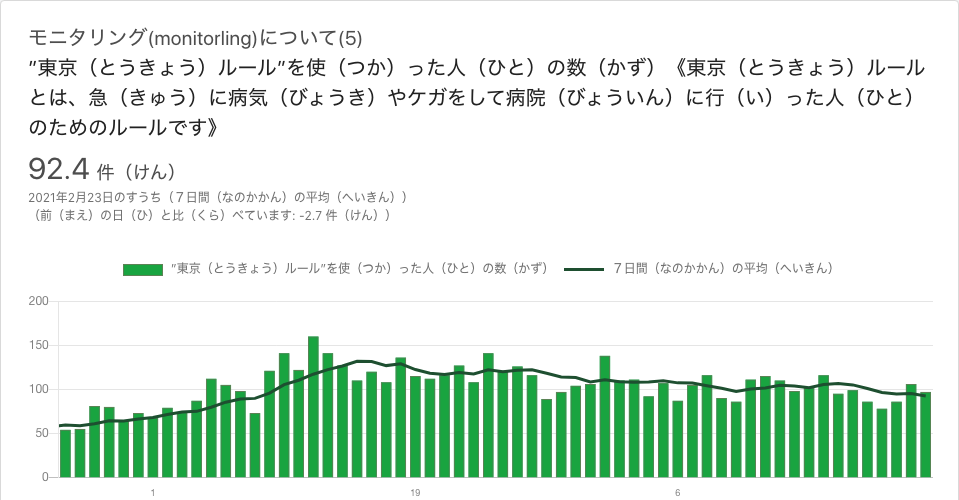 モニタリング(monitorling)について(5)
”東京（とうきょう）ルール”を使（つか）った人（ひと）の数（かず）《東京（とうきょう）ルール
とは、急（きゅう）に病気（びょうき）やケガをして病院（びょういん）に行（い）った人（ひと）
のためのルールです》
92.4 件（けん）
2021年2月23日のすうち（７日間（なのかかん）の平均（へいきん））
（前（まえ）の日（ひ）と比（くら）べています: -2.7 件（けん））
”東京（とうきょう）ルール”を使（つか）った人（ひと）の数（かず） ７日間（なのかかん）の平均（へいきん）
200
150
100
50
0
1 19 6